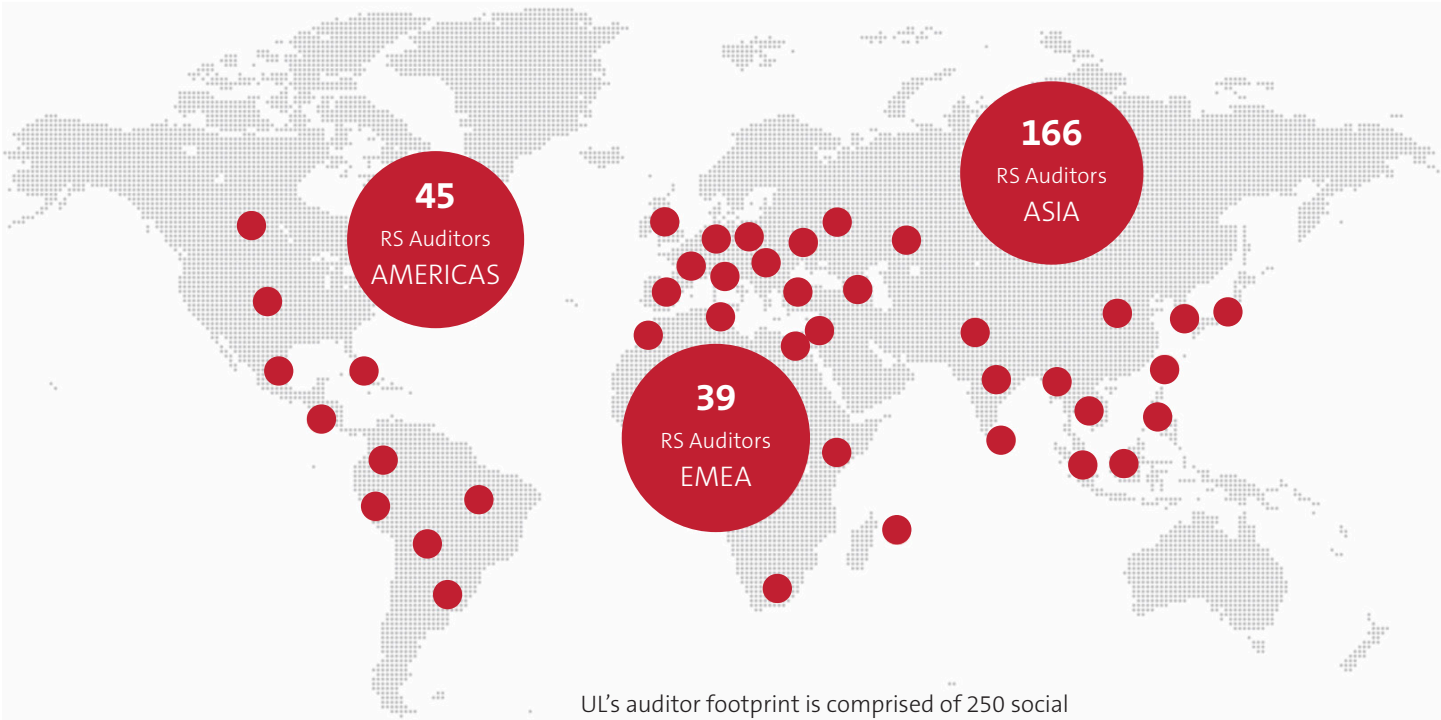 166
RS Auditors
ASIA
45
RS Auditors
AMERICAS
39
RS Auditors
EMEA
UL’s auditor footprint is comprised of 250 social